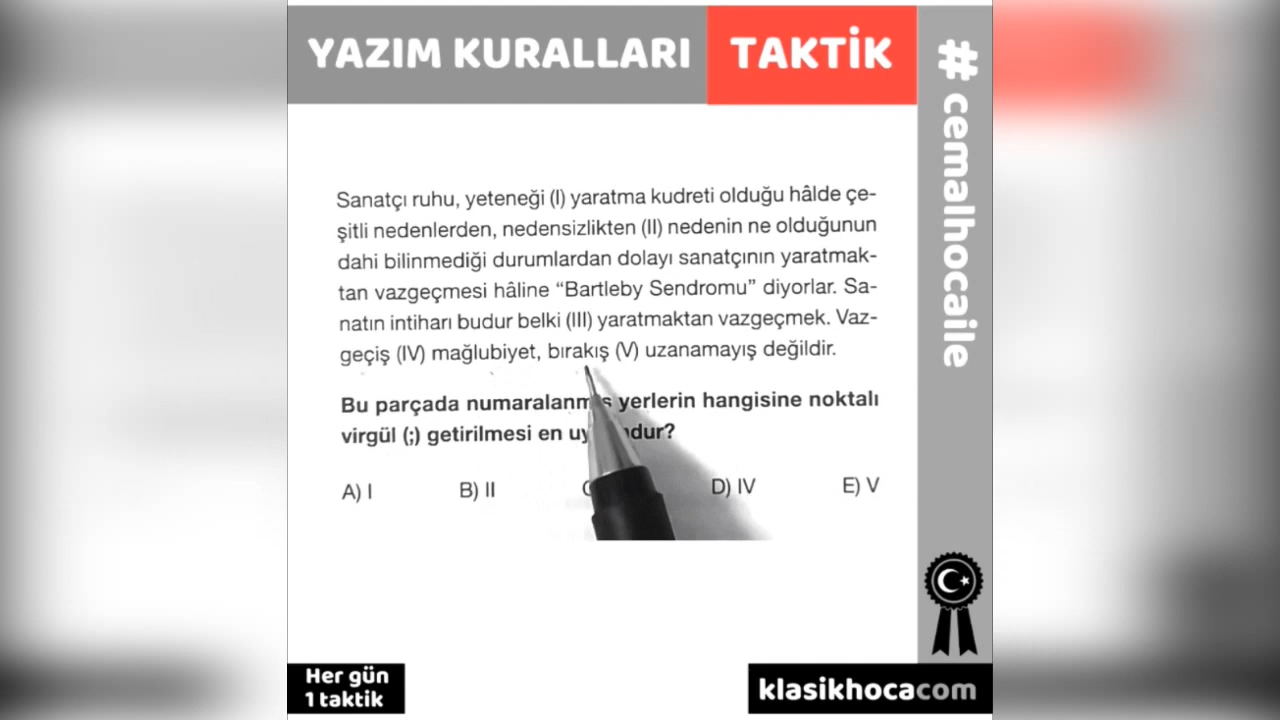 YAZIM KURALLARI
TAKTİK
# cemalhocaile
Sanatçı ruhu, yeteneği (I) yaratma kudreti olduğu hâlde çe-
şitli nedenlerden, nedensizlikten (II) nedenin ne olduğunun
dahi bilinmediği durumlardan dolayı sanatçının yaratmak-
tan vazgeçmesi hâline “Bartleby Sendromu” diyorlar. Sa-
natın intiharı budur belki (III) yaratmaktan vazgeçmek. Vaz-
geçiş (IV) mağlubiyet, bırakış (V) uzanamayış değildir.
Bu parçada numaralanmış yerlerin hangisine noktalı
virgül (;) getirilmesi en dur?
A) I B) II D) IV E) V
Her gün
1 taktik
klasikhocacom